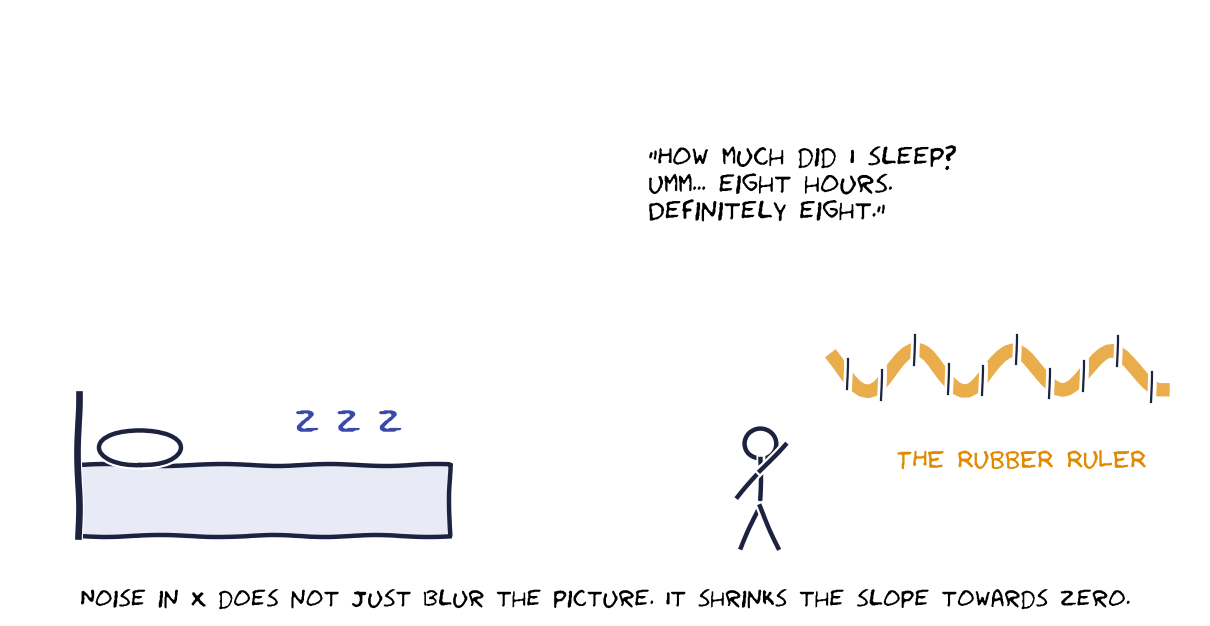 "HOW MUCH DID I SLEEP?
UMM... EIGHT HOURS.
DEFINITELY EIGHT."
Z Z Z
THE RUBBER RULER
NOISE IN X DOES NOT JUST BLUR THE PICTURE. IT SHRINKS THE SLOPE TOWARDS ZERO.